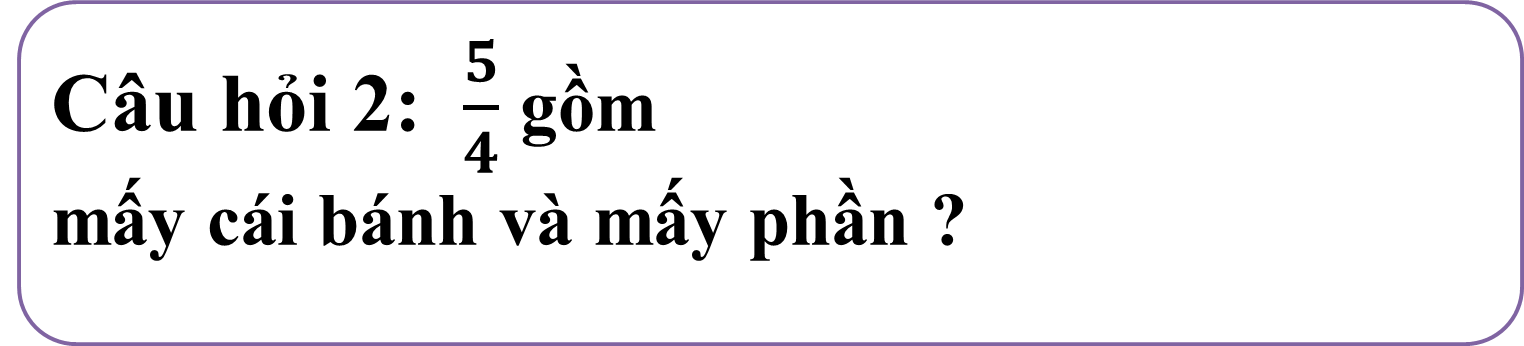 Câu hỏi 2: 5/4 gồm
mấy cái bánh và mấy phần ?